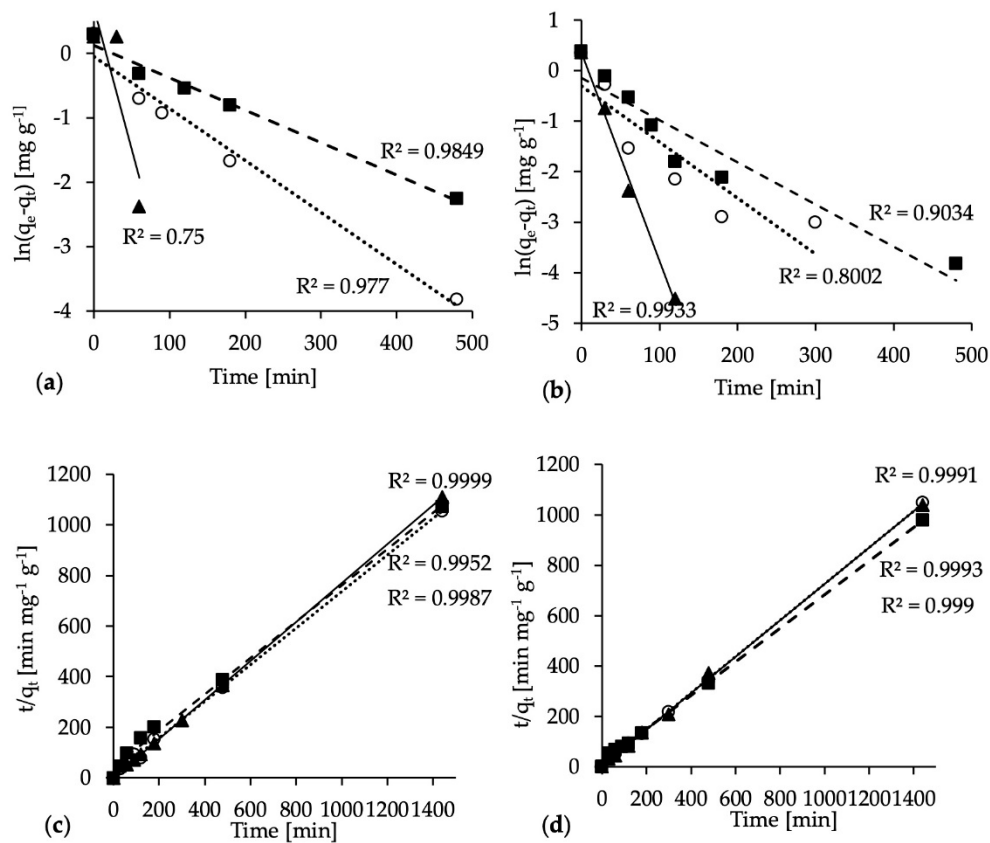 0
-1
-2
-3
-4
ln(qₑ-qₜ) [mg g⁻¹]
R² = 0.9849
R² = 0.75
R² = 0.977
0 100 200 300 400 500
Time [min]
(a)
1
0
-1
-2
-3
-4
-5
ln(qₑ-qₜ) [mg g⁻¹]
R² = 0.9034
R² = 0.8002
R² = 0.9933
0 100 200 300 400 500
Time [min]
(b)
1200
1000
800
600
400
200
0
t/qₜ [min mg⁻¹ g⁻¹]
R² = 0.9999
R² = 0.9952
R² = 0.9987
0 200 400 600 800 1000 1200 1400
Time [min]
(c)
1200
1000
800
600
400
200
0
t/qₜ [min mg⁻¹ g⁻¹]
R² = 0.9991
R² = 0.9993
R² = 0.999
0 200 400 600 800 1000 1200 1400
Time [min]
(d)